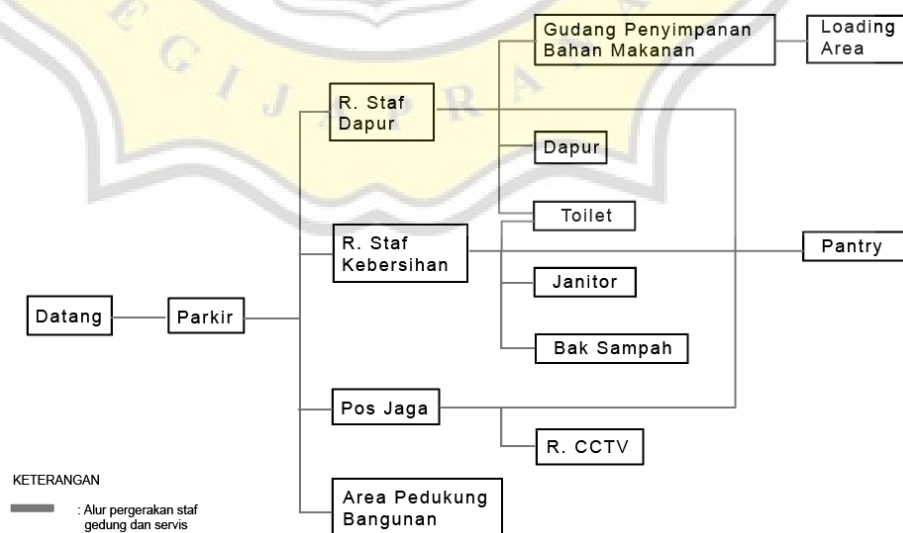 EGIJAPRA
Gudang Penyimpanan
Bahan Makanan
Loading
Area
R. Staf
Dapur
Dapur
Toilet
R. Staf
Kebersihan
Pantry
Janitor
Datang
Parkir
Bak Sampah
Pos Jaga
R. CCTV
Area Pedukung
Bangunan
KETERANGAN
: Alur pergerakan staf
gedung dan servis